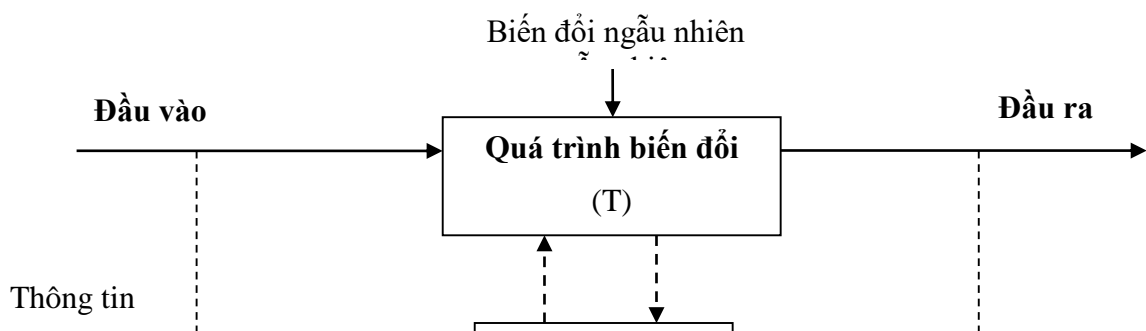 Biến đổi ngẫu nhiên
Đầu vào
Đầu ra
Quá trình biến đổi
(T)
Thông tin